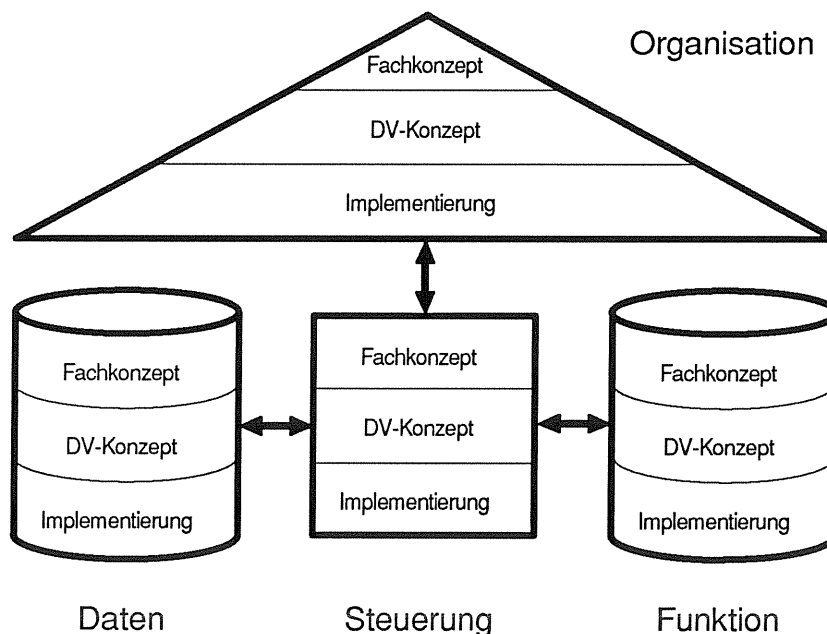 Organisation
Fachkonzept
DV-Konzept
Implementierung
Fachkonzept
DV-Konzept
Implementierung
Fachkonzept
DV-Konzept
Implementierung
Fachkonzept
DV-Konzept
Implementierung
Daten
Steuerung
Funktion